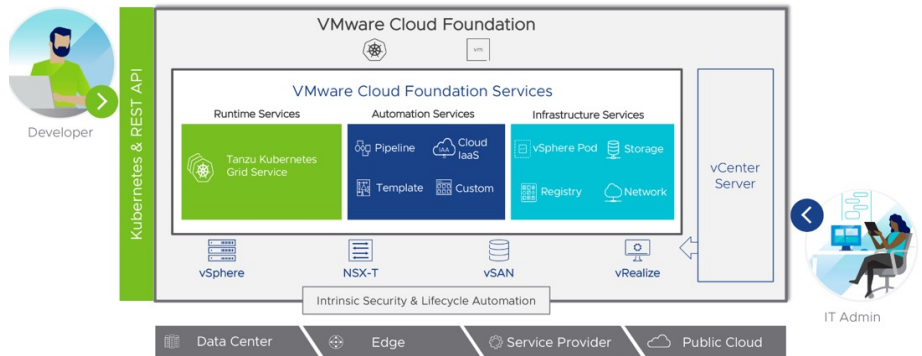 VMware Cloud Foundation
vm
Developer
Kubernetes & REST API
VMware Cloud Foundation Services
Runtime Services
Automation Services
Infrastructure Services
Tanzu Kubernetes
Grid Service
Pipeline
IAA
Cloud
IaaS
Template
Custom
vSphere Pod
Storage
Registry
Network
vCenter
Server
vSphere
NSX-T
vSAN
vRealize
Intrinsic Security & Lifecycle Automation
IT Admin
Data Center
Edge
Service Provider
Public Cloud